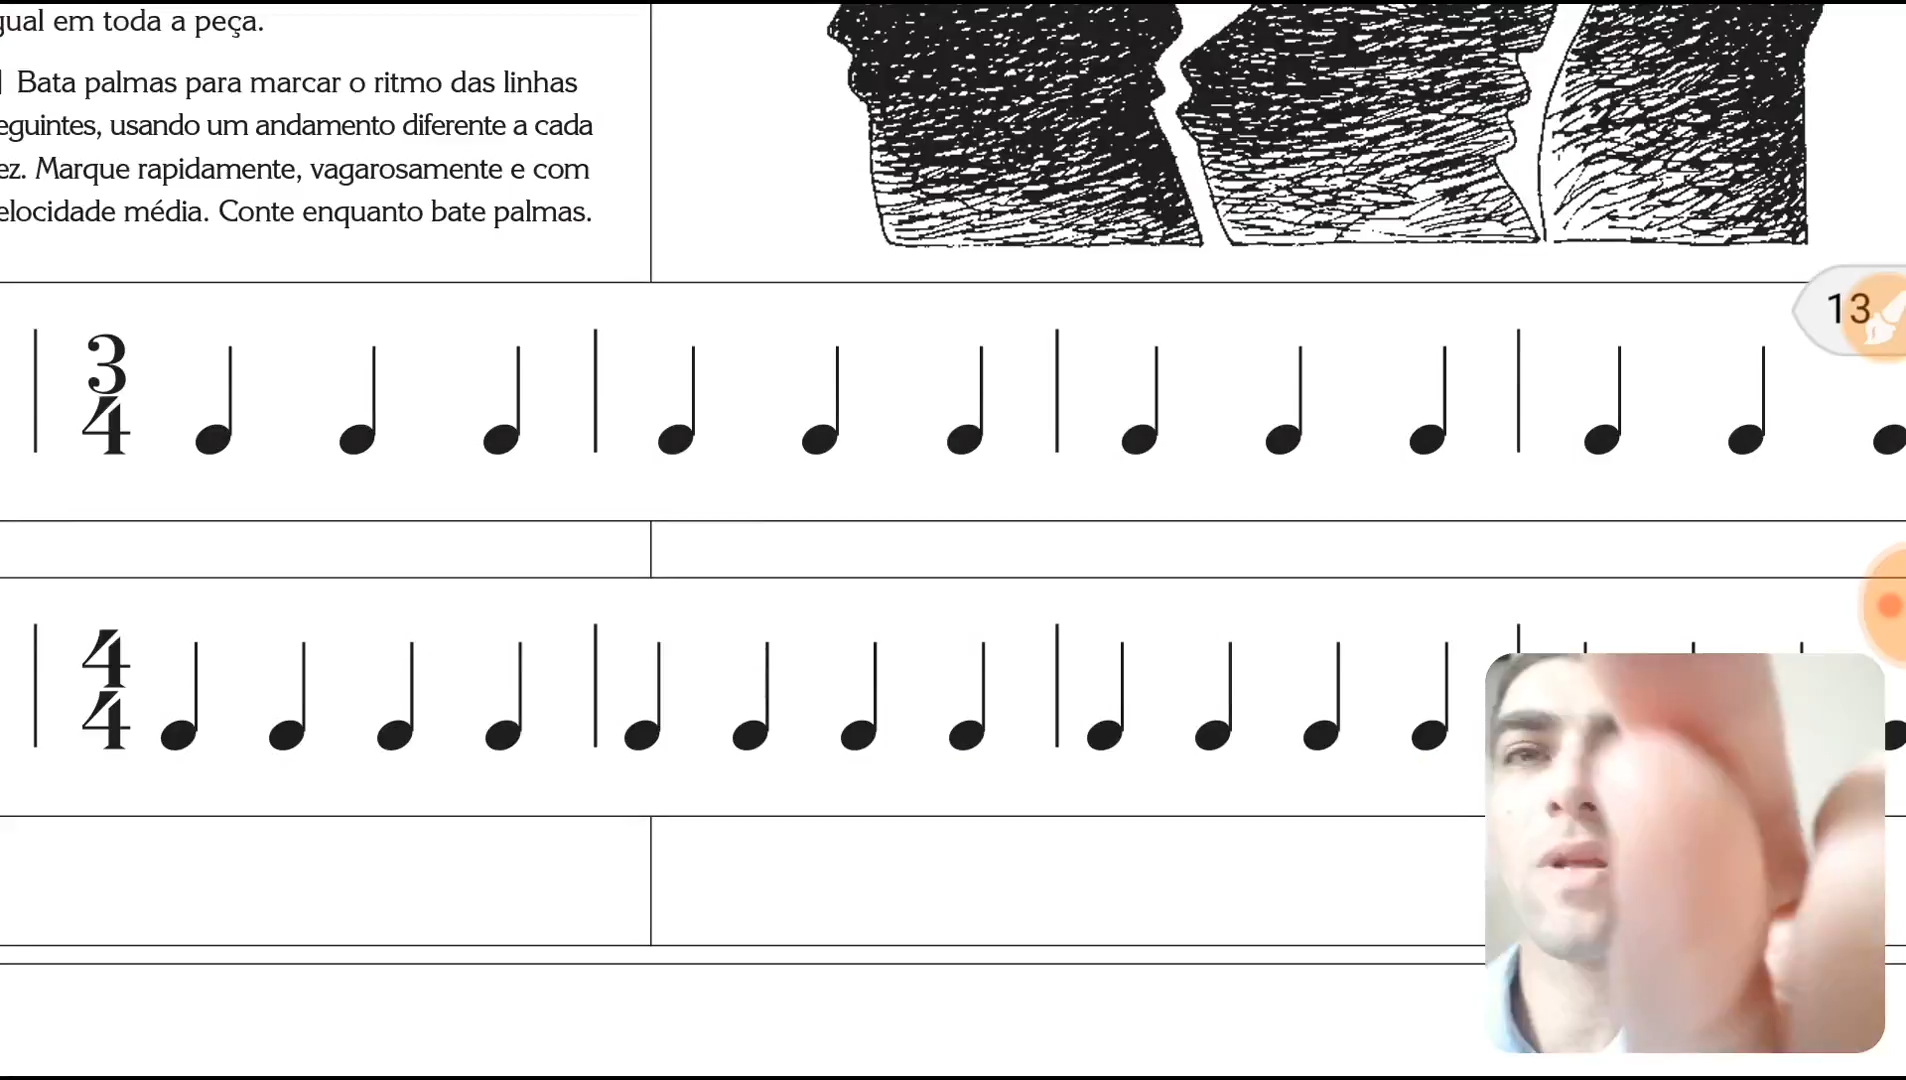 gual em toda a peça.
Bata palmas para marcar o ritmo das linhas
eguintes, usando um andamento diferente a cada
ez. Marque rapidamente, vagarosamente e com
elocidade média. Conte enquanto bate palmas.
13
3
4
4
4